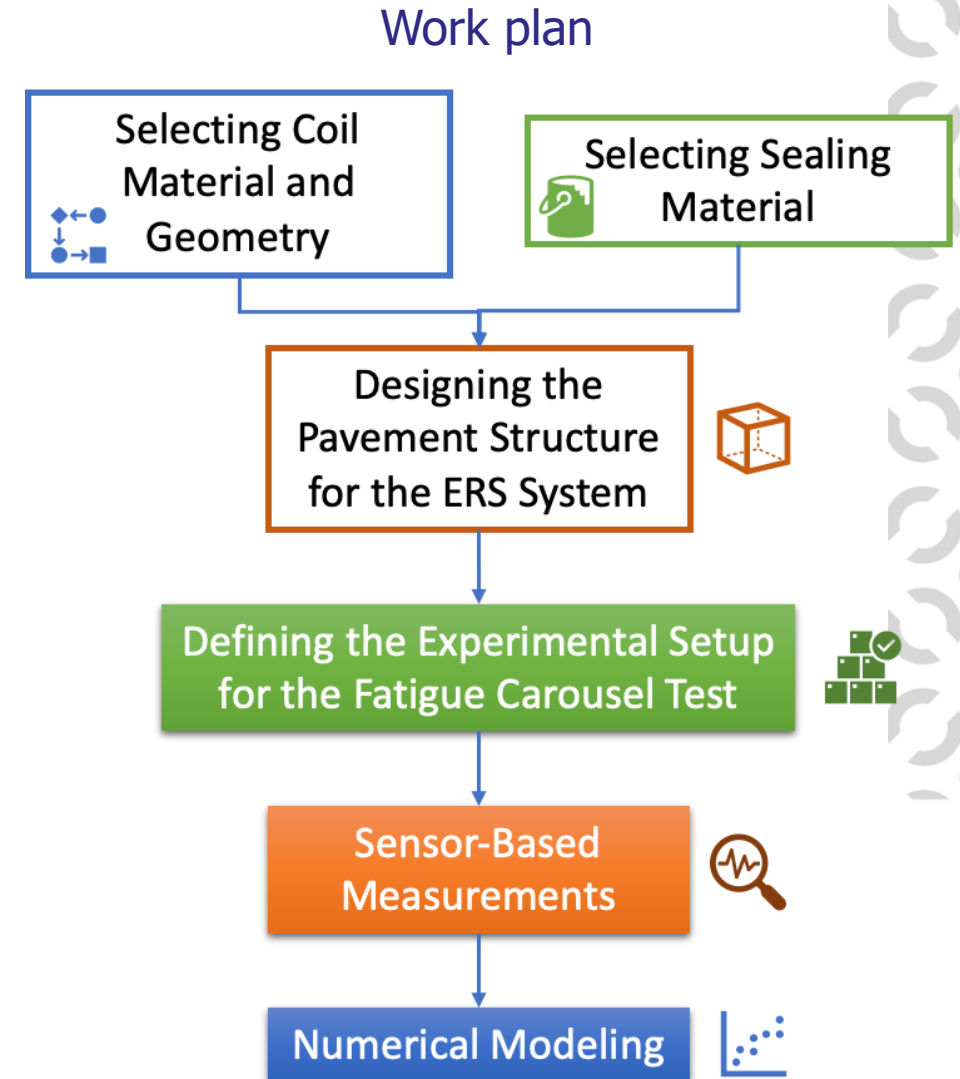 Work plan
Selecting Coil
Material and
Geometry
Selecting Sealing
Material
Designing the
Pavement Structure
for the ERS System
Defining the Experimental Setup
for the Fatigue Carousel Test
Sensor-Based
Measurements
Numerical Modeling